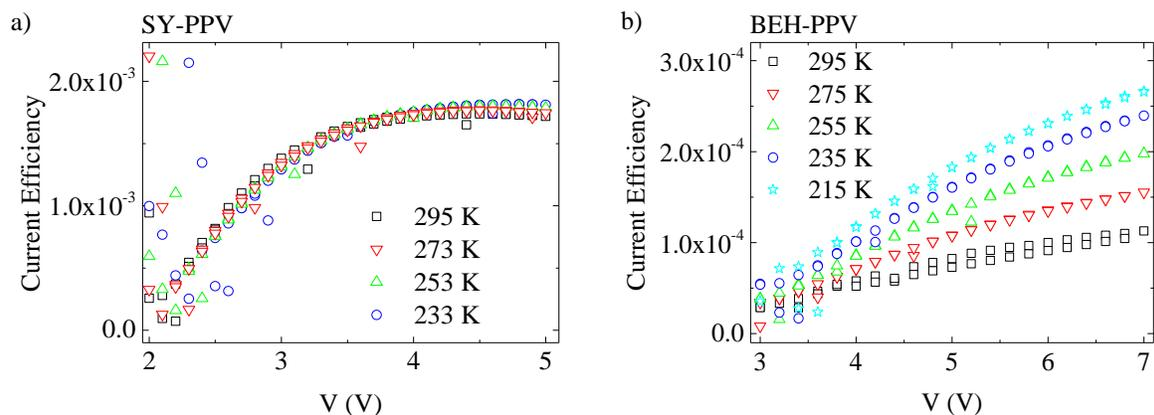 a)
SY-PPV
Current Efficiency
2.0x10⁻³
1.0x10⁻³
0.0
295 K
273 K
253 K
233 K
2 3 4 5
V (V)
b)
BEH-PPV
Current Efficiency
3.0x10⁻⁴
2.0x10⁻⁴
1.0x10⁻⁴
0.0
295 K
275 K
255 K
235 K
215 K
3 4 5 6 7
V (V)